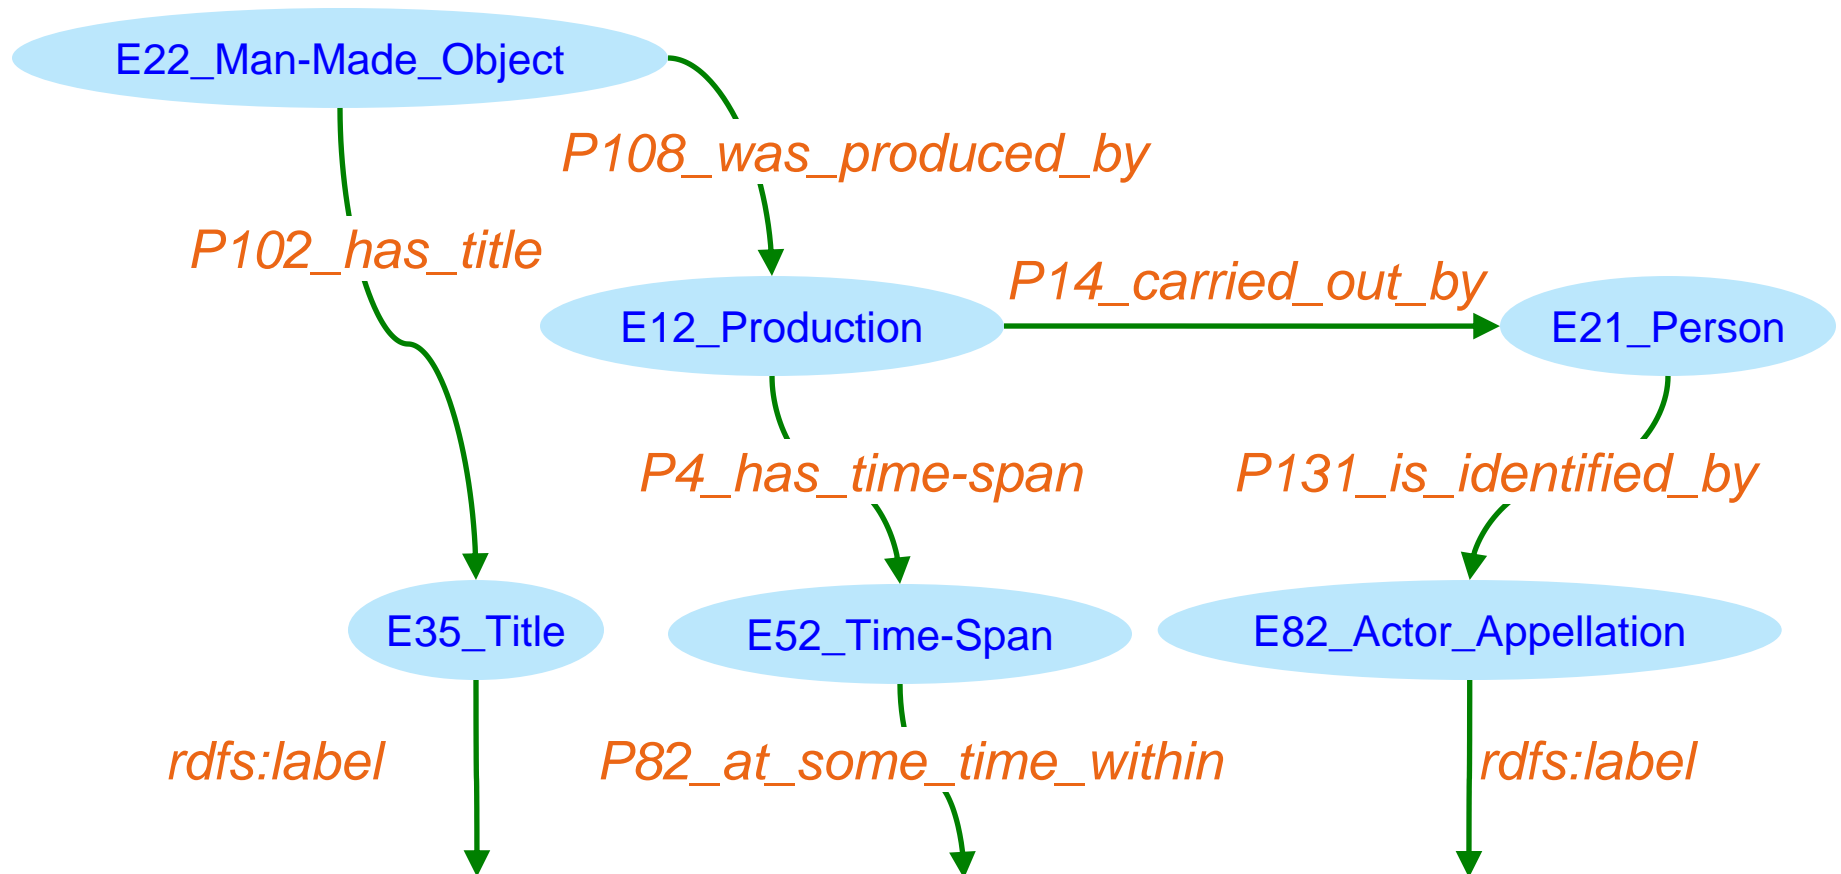 E22_Man-Made_Object
P108_was_produced_by
P102_has_title
P14_carried_out_by
E12_Production
E21_Person
P4_has_time-span
P131_is_identified_by
E35_Title
E52_Time-Span
E82_Actor_Appellation
rdfs:label
P82_at_some_time_within
rdfs:label